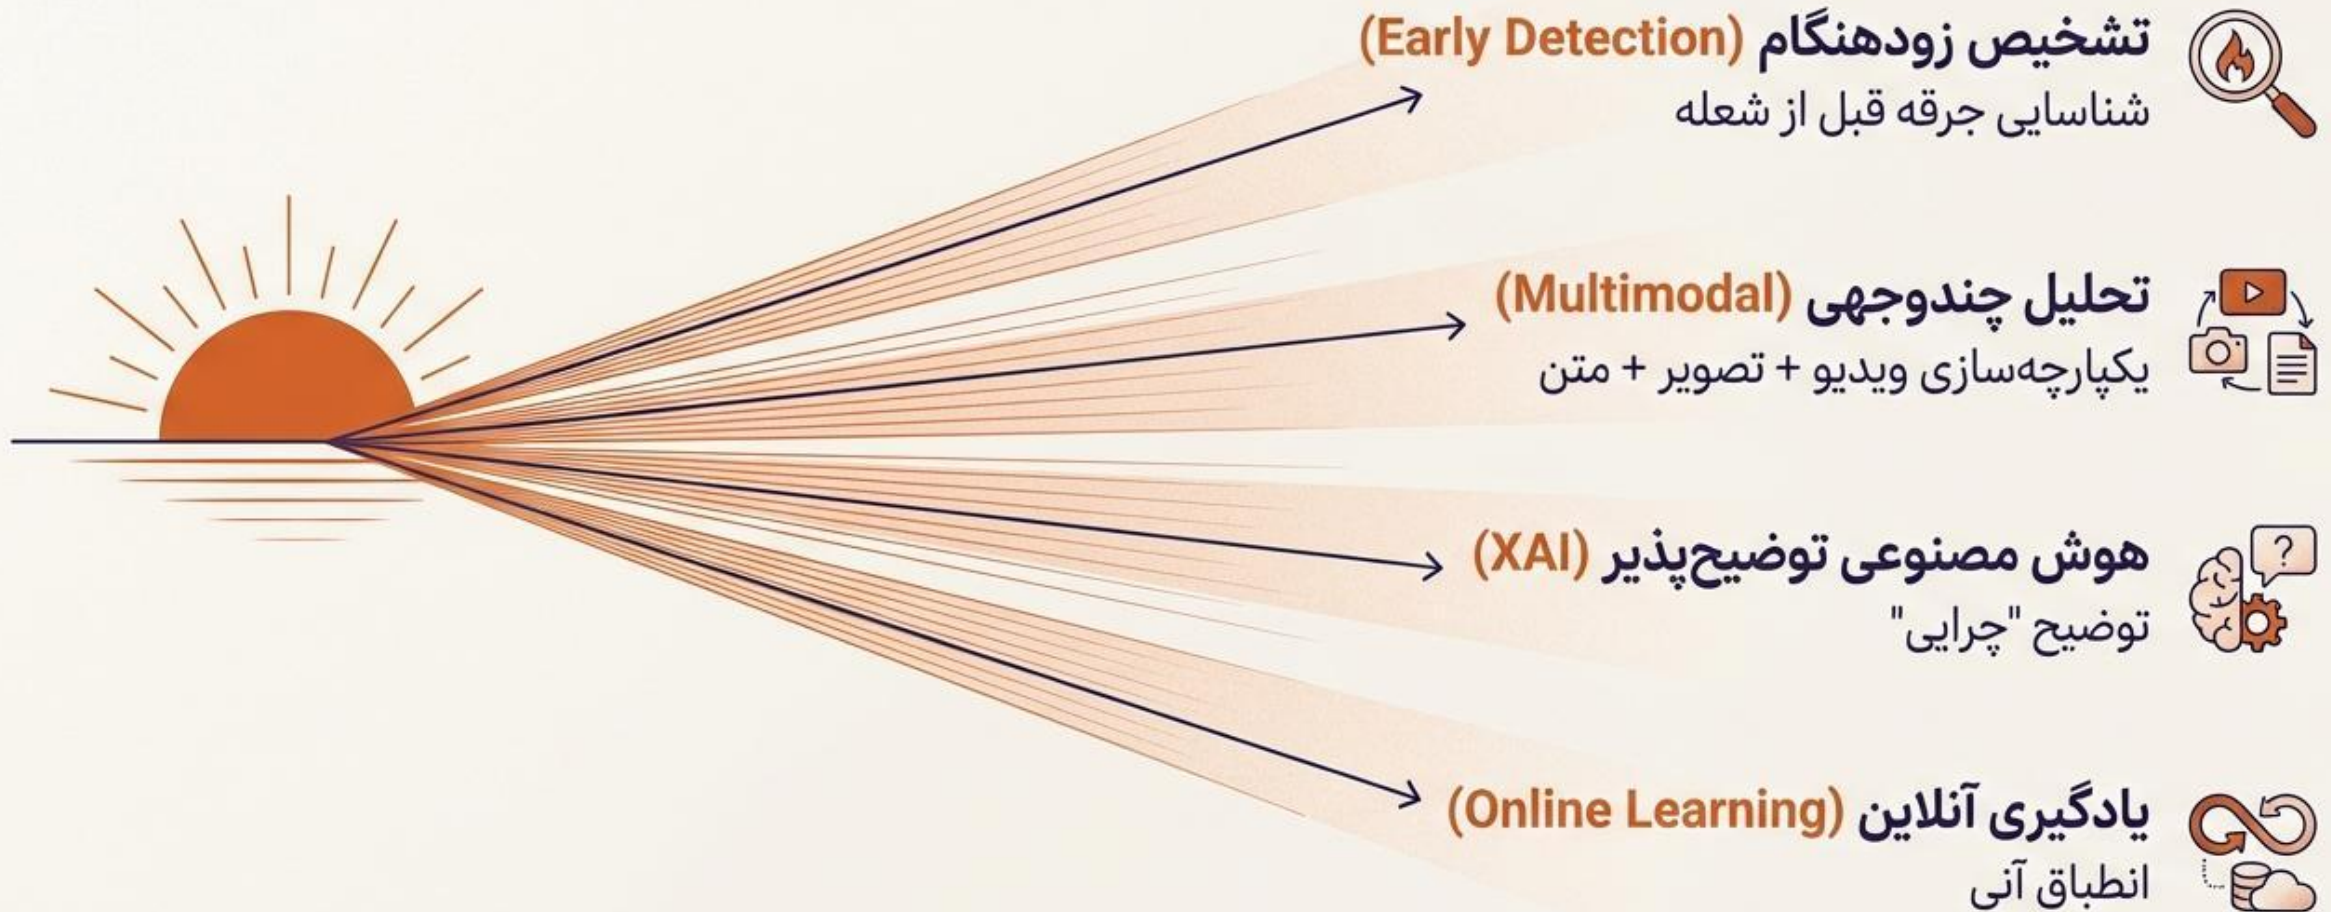 تشخیص زودهنگام (Early Detection)
شناسایی جرقه قبل از شعله
تحلیل چندوجهی (Multimodal)
یکپارچه‌سازی ویدیو + تصویر + متن
هوش مصنوعی توضیح‌پذیر (XAI)
توضیح "چرایی"
یادگیری آنلاین (Online Learning)
انطباق آنی
?